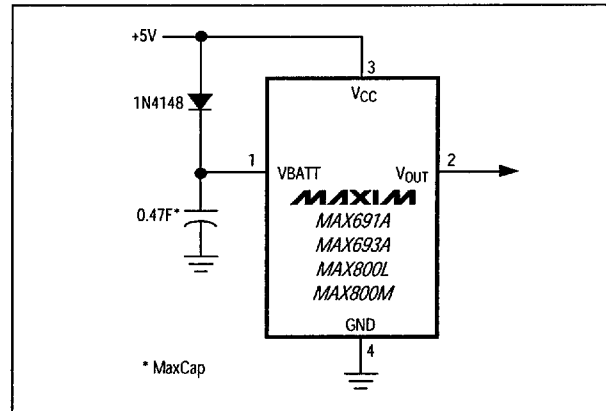 +5V
3
VCC
1N4148
1
VBATT
VOUT
2
MAXIM
MAX691A
MAX693A
MAX800L
MAX800M
0.47F*
GND
4
* MaxCap